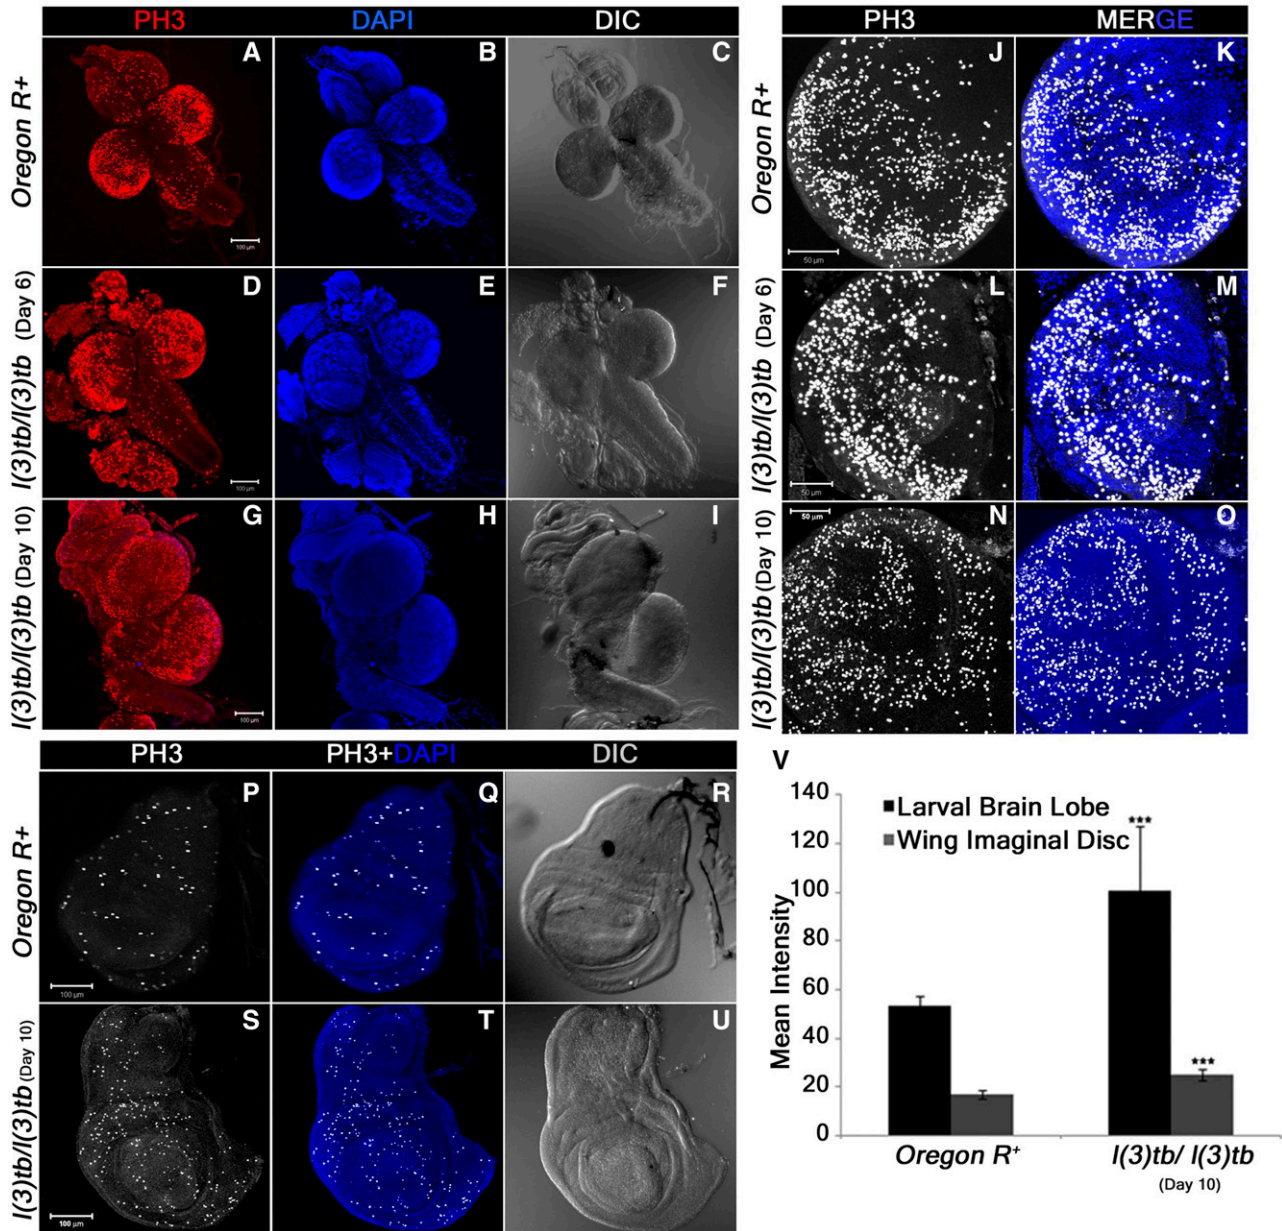 PH3 DAPI DIC
Oregon R+
A B C
100 µm
l(3)tb/l(3)tb (Day 6)
D E F
100 µm
l(3)tb/l(3)tb (Day 10)
G H I
100 µm
PH3 MERGE
Oregon R+
J K
50 µm
l(3)tb/l(3)tb (Day 6)
L M
50 µm
l(3)tb/l(3)tb (Day 10)
50 µm
N O
PH3 PH3+DAPI DIC
Oregon R+
P Q R
100 µm
l(3)tb/l(3)tb (Day 10)
S T U
100 µm
V
Mean Intensity
140
120
100
80
60
40
20
0
Larval Brain Lobe
Wing Imaginal Disc
***
***
Oregon R+ l(3)tb/ l(3)tb
(Day 10)